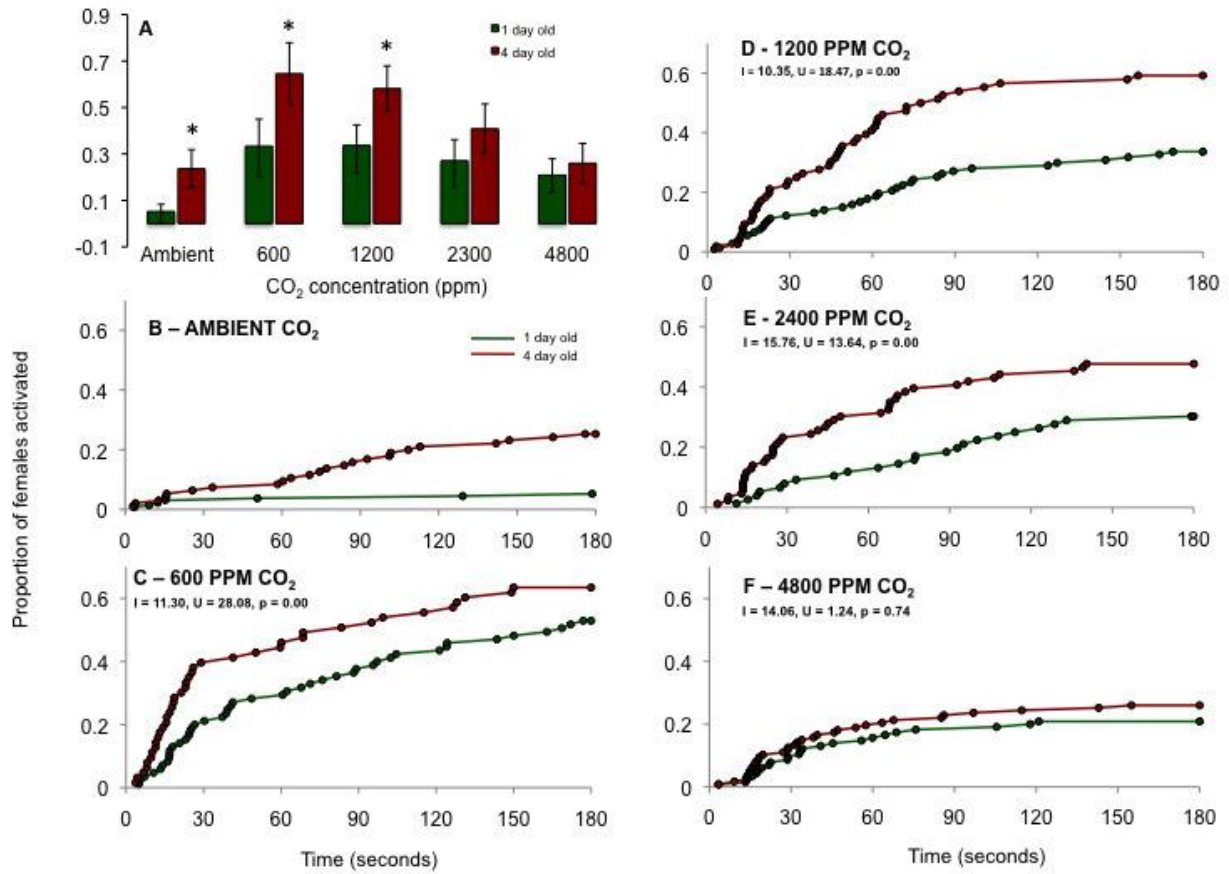 Proportion of females activated
A
1 day old
4 day old
0.9
0.7
0.5
0.3
0.1
-0.1
*
*
*
Ambient 600 1200 2300 4800
CO₂ concentration (ppm)
B – AMBIENT CO₂
1 day old
4 day old
0.6
0.4
0.2
0
0 30 60 90 120 150 180
C – 600 PPM CO₂
I = 11.30, U = 28.08, p = 0.00
0.6
0.4
0.2
0
0 30 60 90 120 150 180
Time (seconds)
D - 1200 PPM CO₂
I = 10.35, U = 18.47, p = 0.00
0.6
0.4
0.2
0
0 30 60 90 120 150 180
E - 2400 PPM CO₂
I = 15.76, U = 13.64, p = 0.00
0.6
0.4
0.2
0
0 30 60 90 120 150 180
F – 4800 PPM CO₂
I = 14.06, U = 1.24, p = 0.74
0.6
0.4
0.2
0
0 30 60 90 120 150 180
Time (seconds)